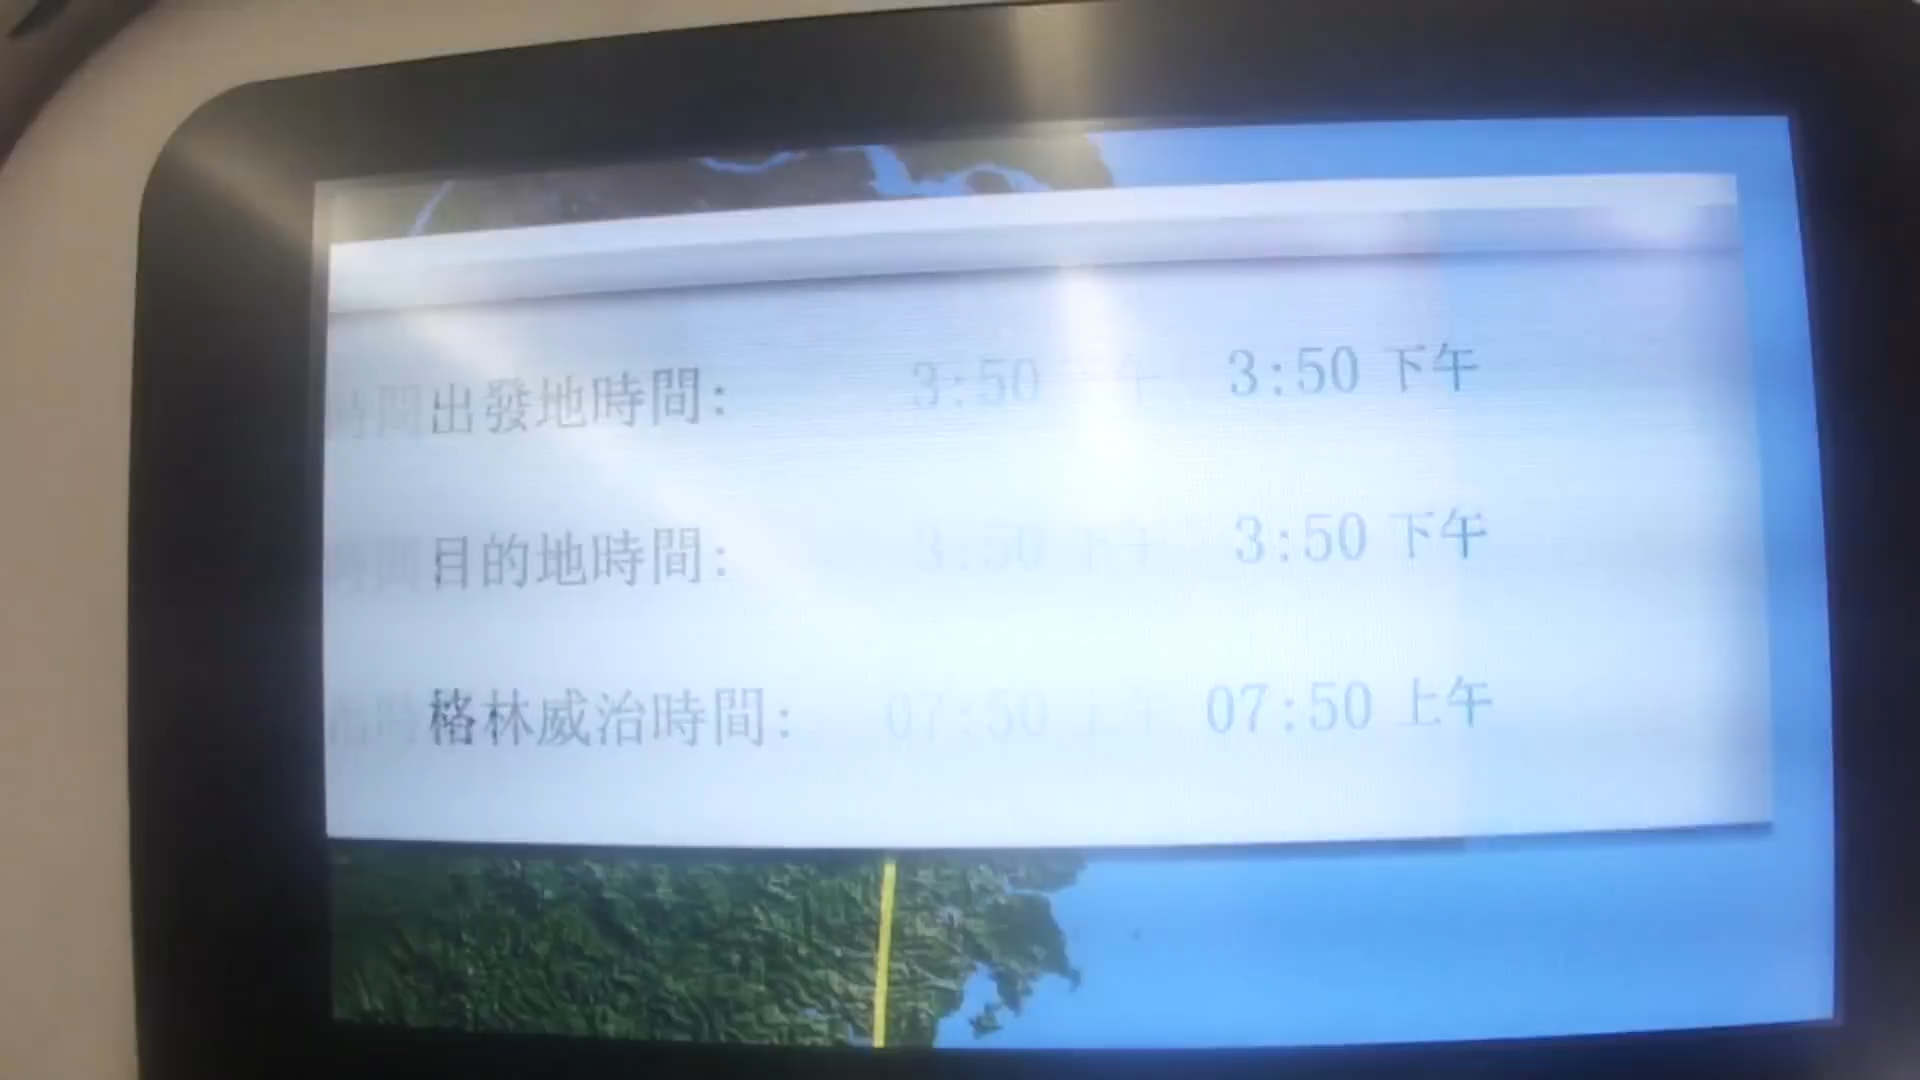 出發地時間: 3:50 下午
目的地時間: 3:50 下午
格林威治時間: 07:50 上午